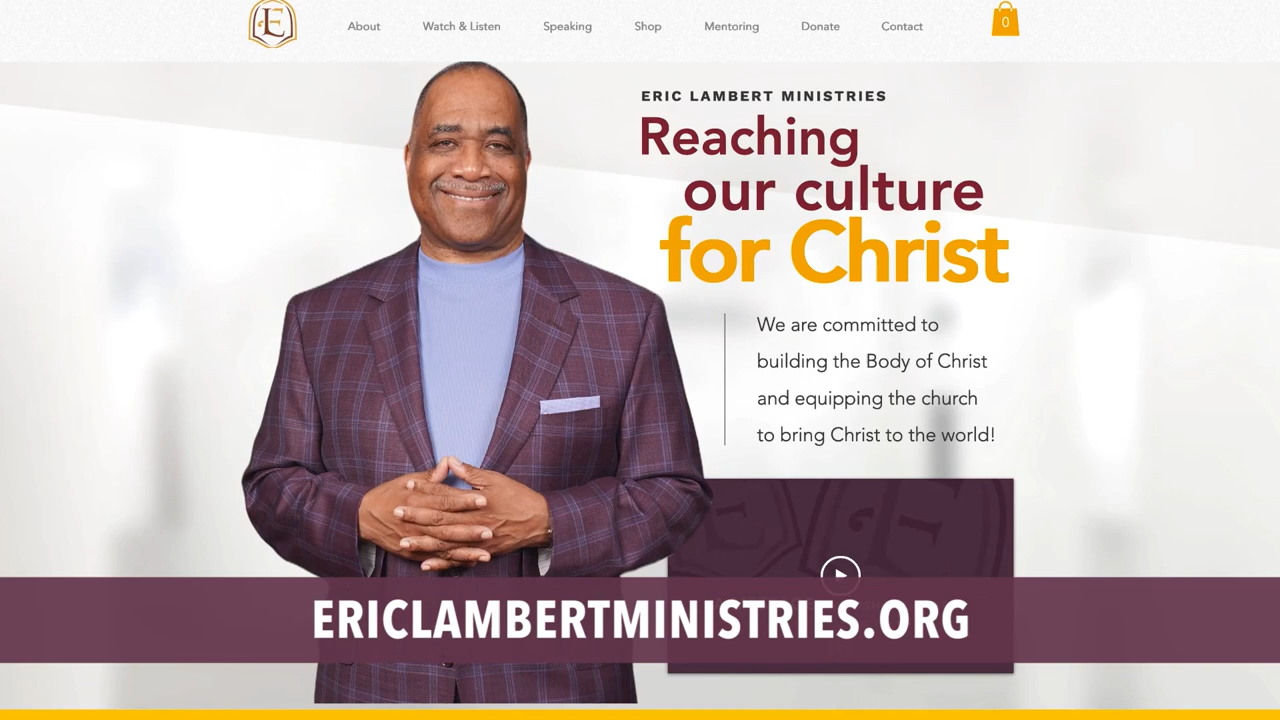 E
About
Watch & Listen
Speaking
Shop
Mentoring
Donate
Contact
0
ERIC LAMBERT MINISTRIES
Reaching
our culture
for Christ
We are committed to
building the Body of Christ
and equipping the church
to bring Christ to the world!
ERICLAMBERTMINISTRIES.ORG